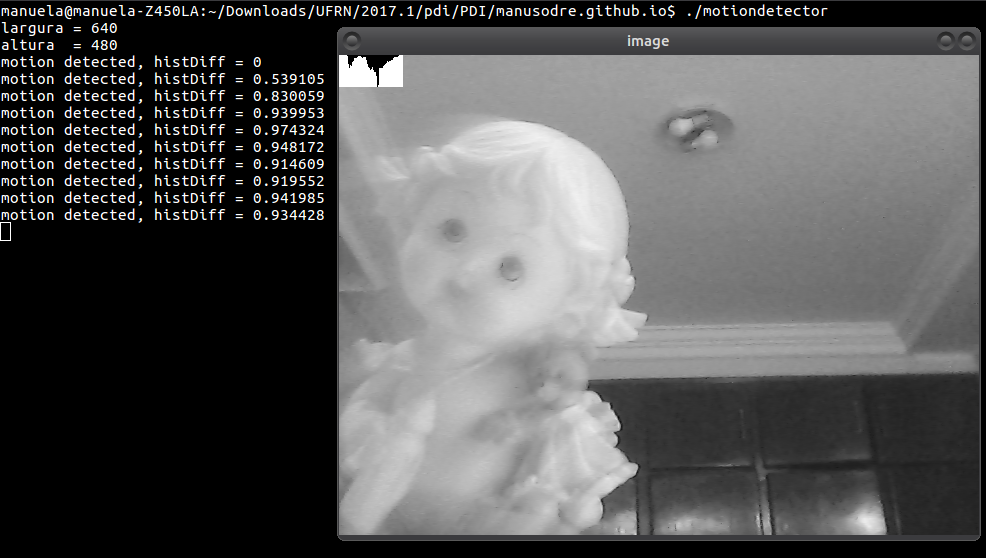 manuela@manuela-Z450LA:~/Downloads/UFRN/2017.1/pdi/PDI/manusodre.github.io$ ./motiondetector
largura = 640
altura  = 480
motion detected, histDiff = 0
motion detected, histDiff = 0.539105
motion detected, histDiff = 0.830059
motion detected, histDiff = 0.939953
motion detected, histDiff = 0.974324
motion detected, histDiff = 0.948172
motion detected, histDiff = 0.914609
motion detected, histDiff = 0.919552
motion detected, histDiff = 0.941985
motion detected, histDiff = 0.934428
image